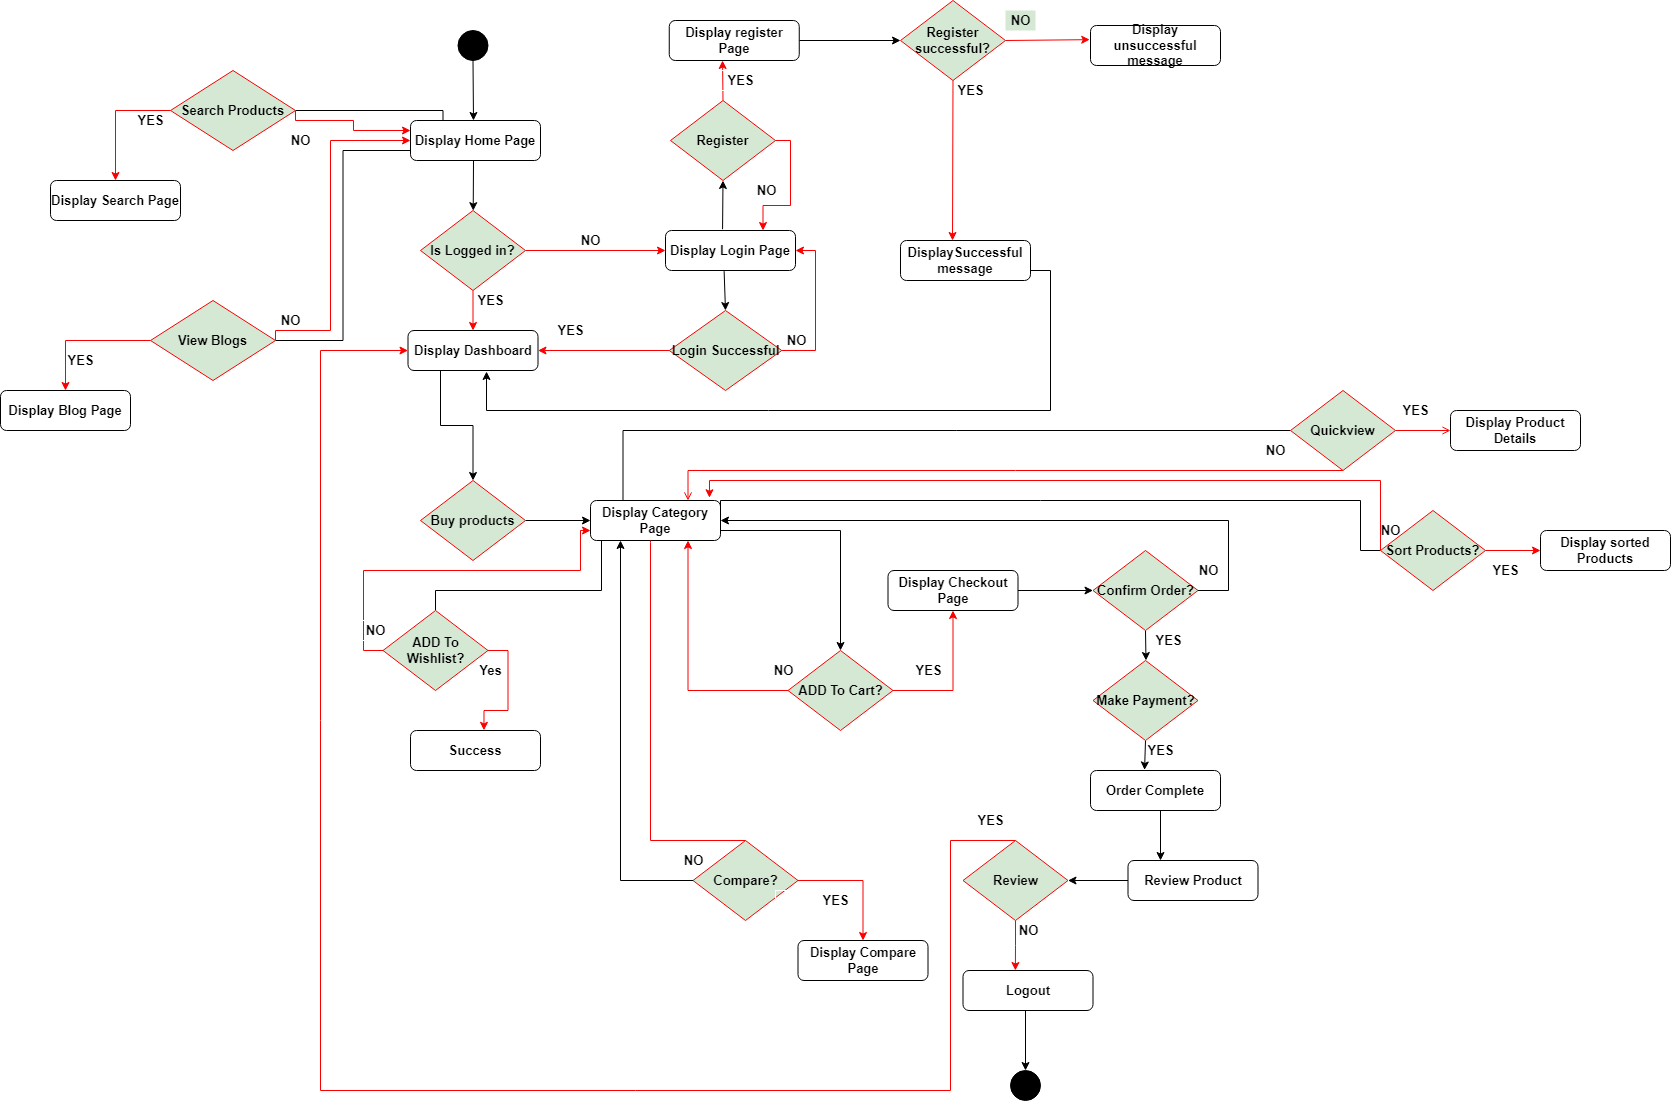 Display register
Page
Register
successful?
NO
Display
unsuccessful
message
YES
YES
Search Products
YES
NO
Display Home Page
Register
NO
Display Search Page
Is Logged in?
NO
Display Login Page
Display Successful
message
YES
View Blogs
NO
YES
Display Dashboard
YES
Login Successful
NO
Display Blog Page
Quickview
YES
Display Product
Details
NO
Buy products
Display Category
Page
NO
Sort Products?
YES
Display sorted
Products
Display Checkout
Page
Confirm Order?
NO
NO
ADD To
Wishlist?
Yes
YES
NO
ADD To Cart?
YES
Make Payment?
Success
YES
Order Complete
YES
NO
Compare?
YES
Review
Review Product
NO
Display Compare
Page
Logout